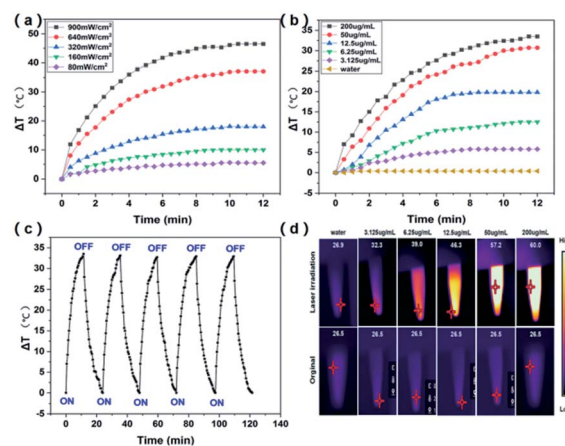 (a)
900mW/cm²
640mW/cm²
320mW/cm²
160mW/cm²
80mW/cm²
ΔT (℃)
50
40
30
20
10
0
0 2 4 6 8 10 12
Time (min)
(b)
200ug/mL
50ug/mL
12.5ug/mL
6.25ug/mL
3.125ug/mL
water
ΔT (℃)
35
30
25
20
15
10
5
0
-5
0 2 4 6 8 10 12
Time (min)
(c)
OFF OFF OFF OFF OFF
ON ON ON ON ON
ΔT (℃)
35
30
25
20
15
10
5
0
-5
0 20 40 60 80 100 120 140
Time (min)
(d)
water 3.125ug/mL 6.25ug/mL 12.5ug/mL 50ug/mL 200ug/mL
Laser irradiation
26.9 32.3 39.0 46.3 57.2 60.0
Orginal
26.5 26.5 26.5 26.5 26.5 26.5